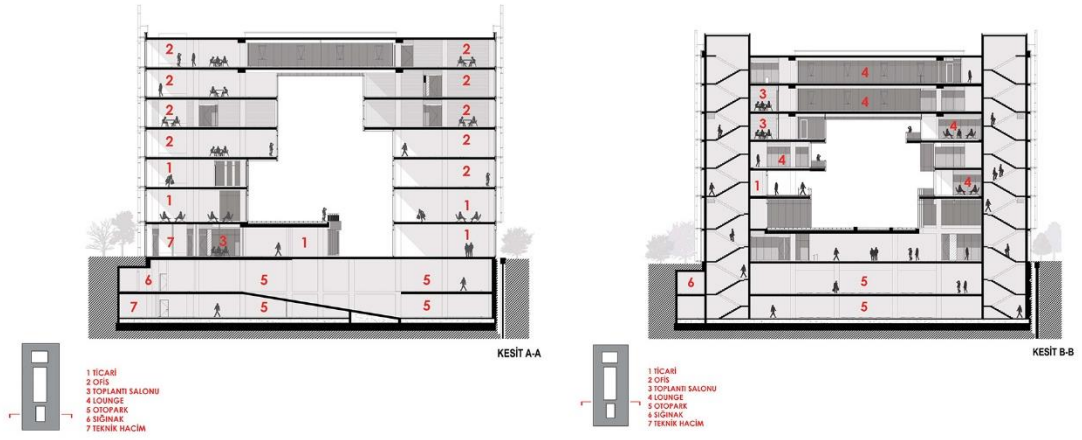 2 2
2 2
2 2
2 2
1 2
1 1
7 3 1 1
6 5 5
7 5 5
KESİT A-A
1 TİCARİ
2 OFİS
3 TOPLANTI SALONU
4 LOUNGE
5 OTOPARK
6 SIĞINAK
7 TEKNİK HACİM
4
3 4
3 4
4
1 4
6 5
5
KESİT B-B
1 TİCARİ
2 OFİS
3 TOPLANTI SALONU
4 LOUNGE
5 OTOPARK
6 SIĞINAK
7 TEKNİK HACİM